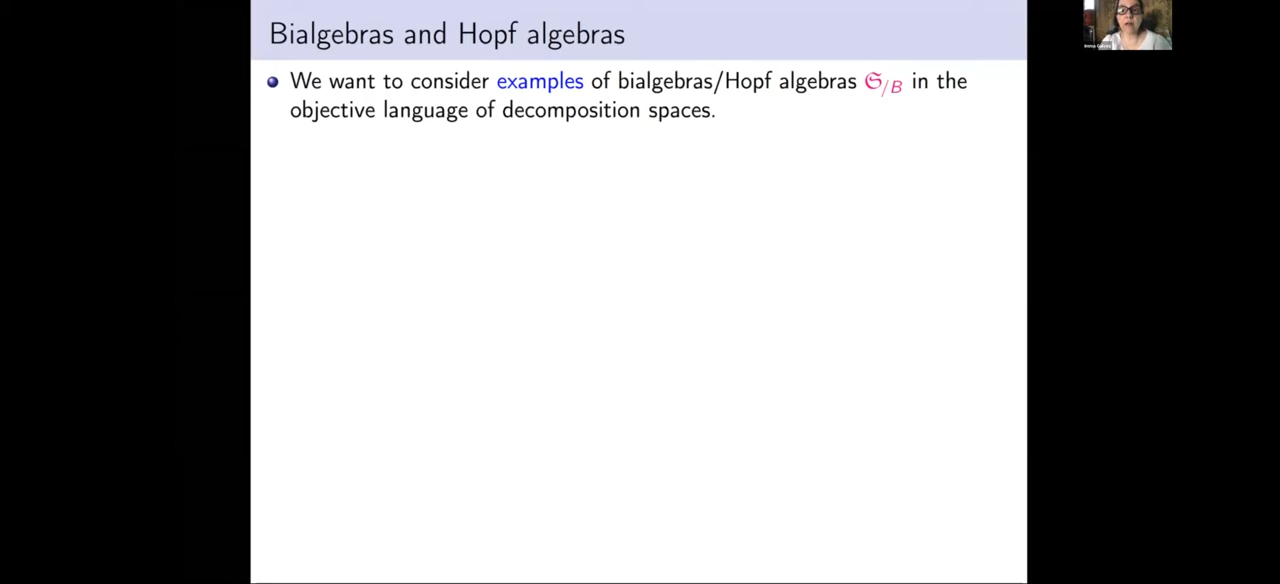 Bialgebras and Hopf algebras
We want to consider examples of bialgebras/Hopf algebras 𝔖/B in the
objective language of decomposition spaces.